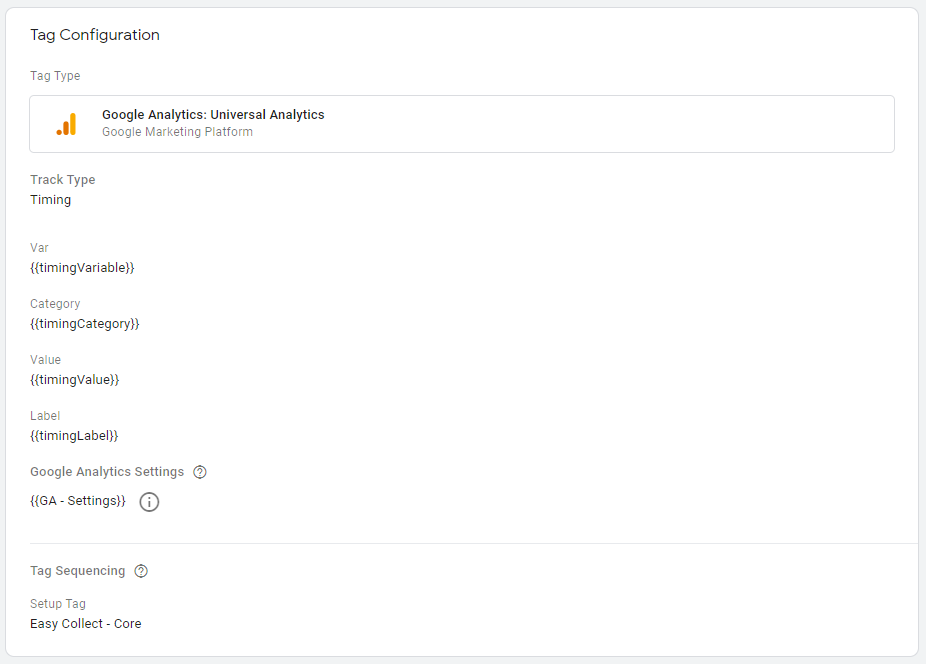 Tag Configuration
Tag Type
Google Analytics: Universal Analytics
Google Marketing Platform
Track Type
Timing
Var
{{timingVariable}}
Category
{{timingCategory}}
Value
{{timingValue}}
Label
{{timingLabel}}
Google Analytics Settings
{{GA - Settings}}
Tag Sequencing
Setup Tag
Easy Collect - Core